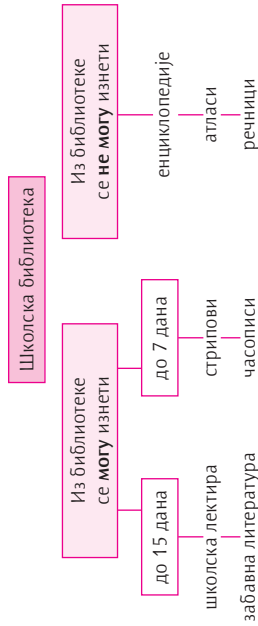 Школска библиотека
Из библиотеке
се могу изнети
до 15 дана
школска лектира
забавна литература
до 7 дана
стрипови
часописи
Из библиотеке
се не могу изнети
енциклопедије
атласи
речници